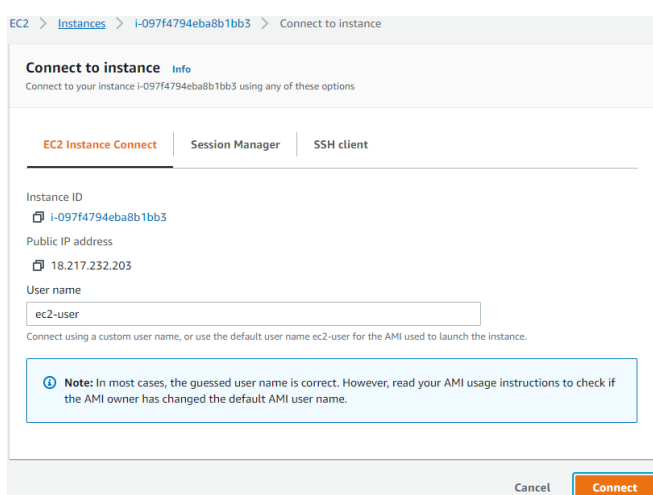 EC2 > Instances > i-097f4794eba8b1bb3 > Connect to instance
Connect to instance Info
Connect to your instance i-097f4794eba8b1bb3 using any of these options
EC2 Instance Connect Session Manager SSH client
Instance ID
i-097f4794eba8b1bb3
Public IP address
18.217.232.203
User name
ec2-user
Connect using a custom user name, or use the default user name ec2-user for the AMI used to launch the instance.
Note: In most cases, the guessed user name is correct. However, read your AMI usage instructions to check if
the AMI owner has changed the default AMI user name.
Cancel Connect